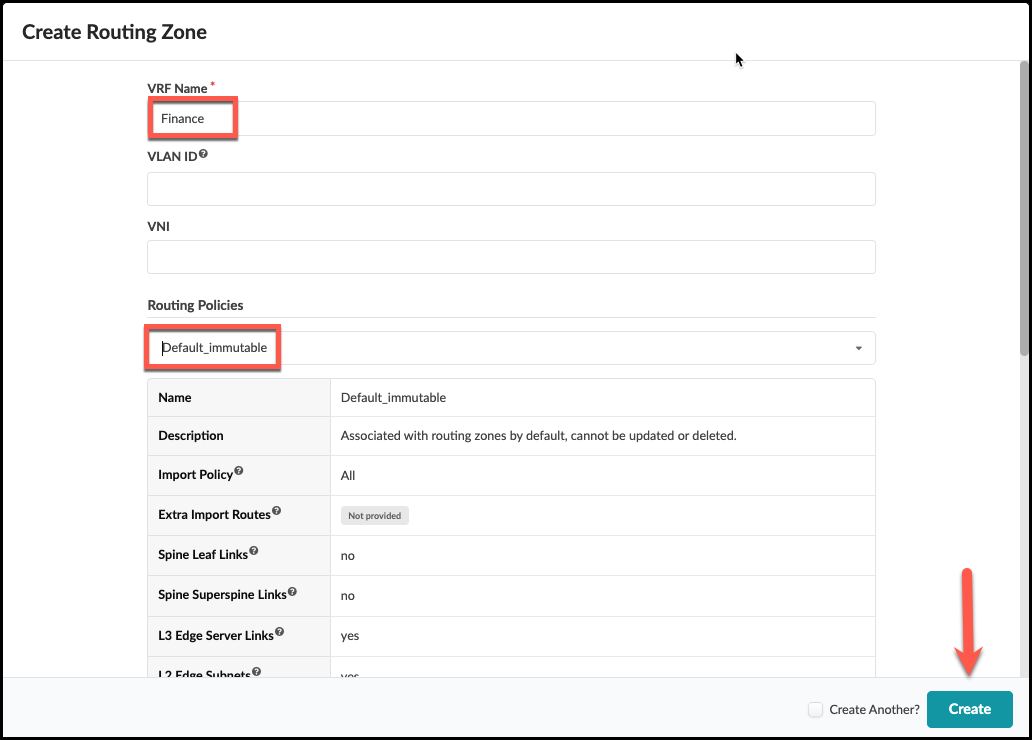 Create Routing Zone
VRF Name *
Finance
VLAN ID
VNI
Routing Policies
Default_immutable
Name Default_immutable
Description Associated with routing zones by default, cannot be updated or deleted.
Import Policy All
Extra Import Routes Not provided
Spine Leaf Links no
Spine Superspine Links no
L3 Edge Server Links yes
L2 Edge Subnets yes
Create Another? Create